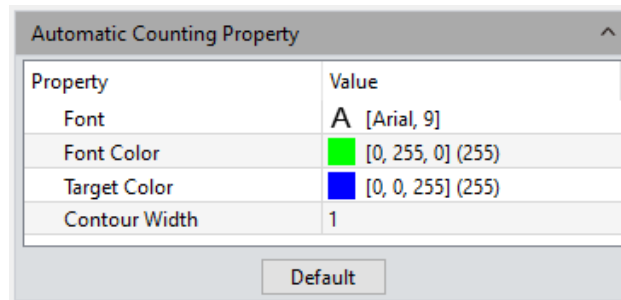 Automatic Counting Property
Property Value
Font A [Arial, 9]
Font Color [0, 255, 0] (255)
Target Color [0, 0, 255] (255)
Contour Width 1
Default